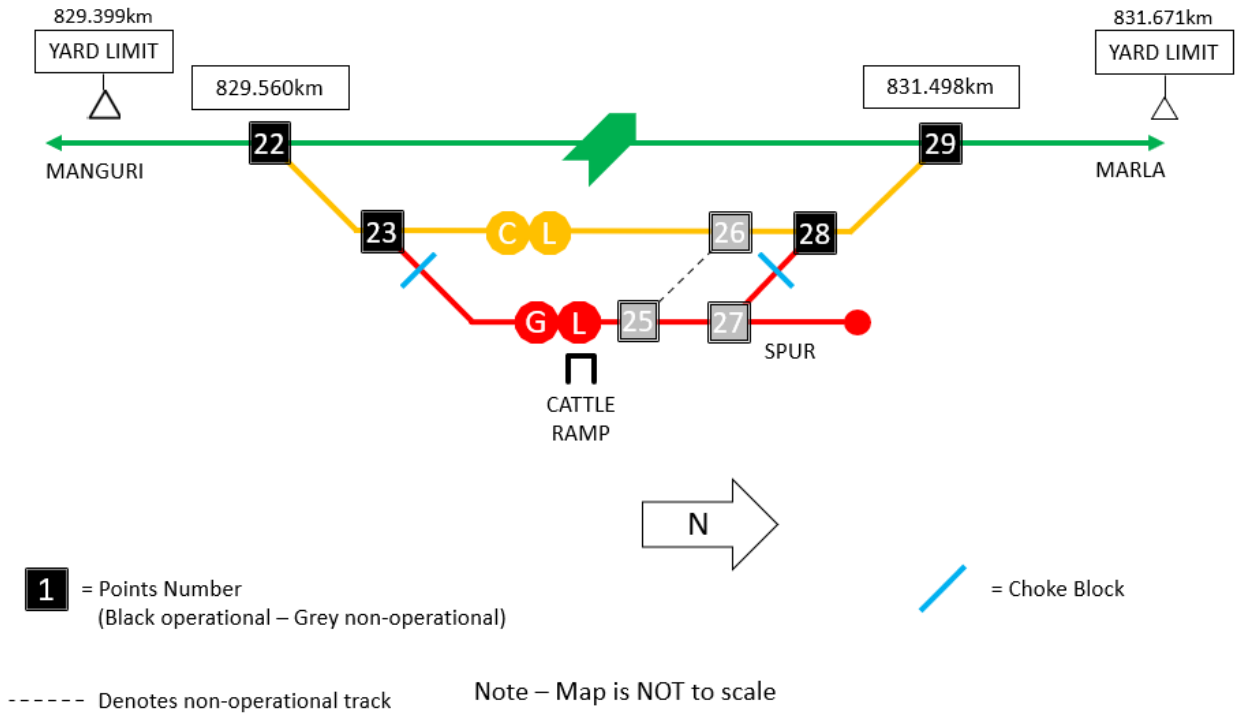 829.399km
YARD LIMIT
831.671km
YARD LIMIT
829.560km
831.498km
22
29
MANGURI
MARLA
23
C L
26
28
G L
25
27
SPUR
CATTLE
RAMP
N
1 = Points Number
(Black operational – Grey non-operational)
= Choke Block
Denotes non-operational track
Note – Map is NOT to scale